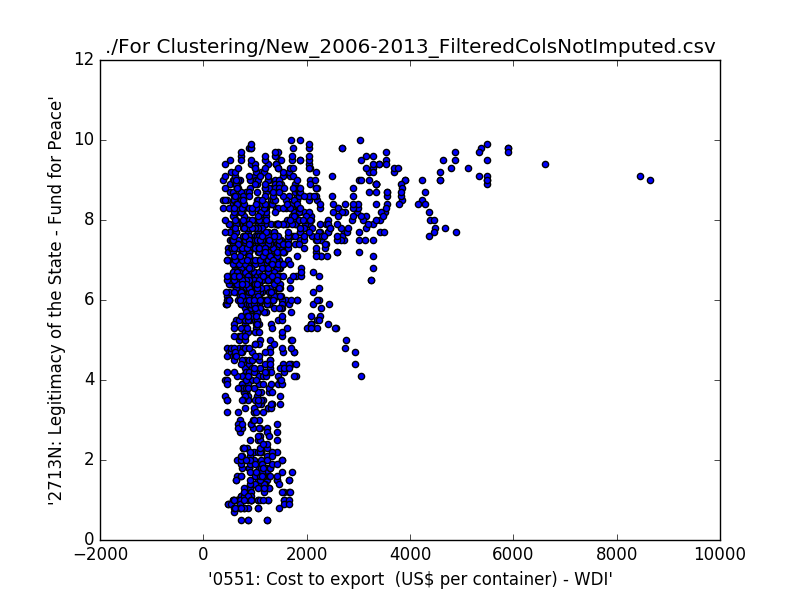 ./For Clustering/New_2006-2013_FilteredColsNotImputed.csv
12
10
8
6
4
2
0
'2713N: Legitimacy of the State - Fund for Peace'
−2000 0 2000 4000 6000 8000 10000
'0551: Cost to export  (US$ per container) - WDI'